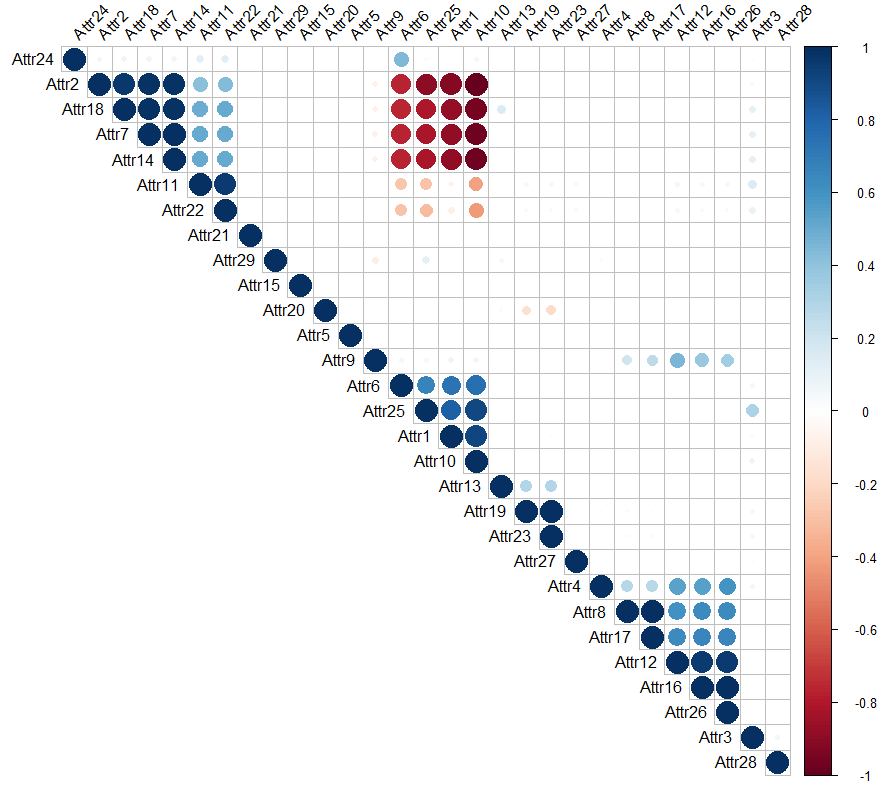 Attr24 Attr2 Attr18 Attr7 Attr14 Attr11 Attr22 Attr21 Attr29 Attr15 Attr20 Attr5 Attr9 Attr6 Attr25 Attr1 Attr10 Attr13 Attr19 Attr23 Attr27 Attr4 Attr8 Attr17 Attr12 Attr16 Attr26 Attr3 Attr28
Attr24
Attr2
Attr18
Attr7
Attr14
Attr11
Attr22
Attr21
Attr29
Attr15
Attr20
Attr5
Attr9
Attr6
Attr25
Attr1
Attr10
Attr13
Attr19
Attr23
Attr27
Attr4
Attr8
Attr17
Attr12
Attr16
Attr26
Attr3
Attr28
1
0.8
0.6
0.4
0.2
0
-0.2
-0.4
-0.6
-0.8
-1